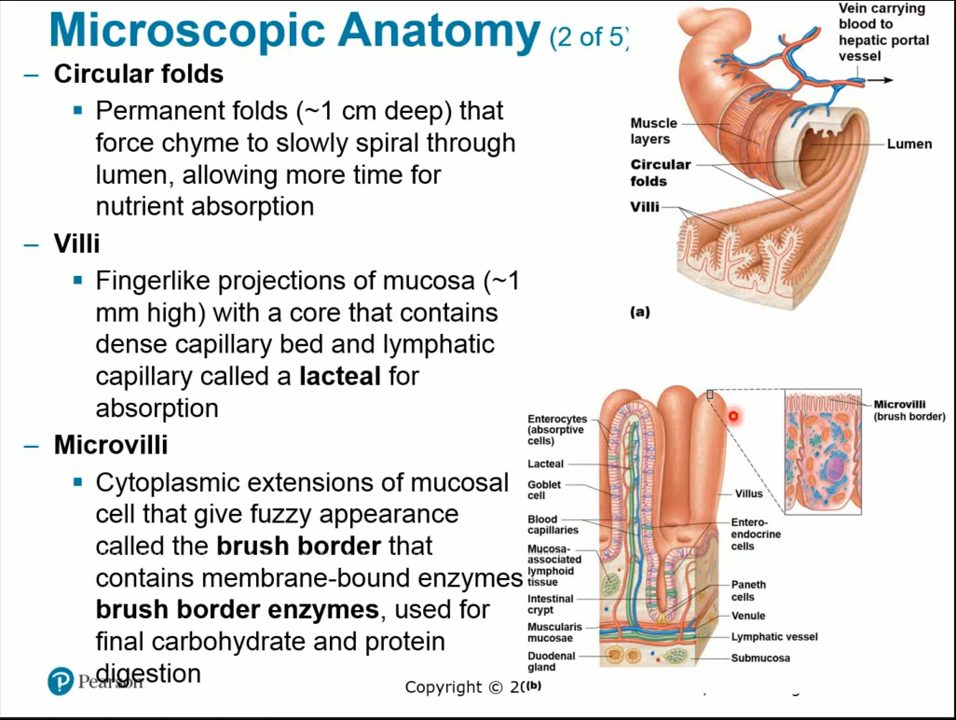 Microscopic Anatomy (2 of 5)
– Circular folds
▪ Permanent folds (~1 cm deep) that
force chyme to slowly spiral through
lumen, allowing more time for
nutrient absorption
– Villi
▪ Fingerlike projections of mucosa (~1
mm high) with a core that contains
dense capillary bed and lymphatic
capillary called a lacteal for
absorption
– Microvilli
▪ Cytoplasmic extensions of mucosal
cell that give fuzzy appearance
called the brush border that
contains membrane-bound enzymes
brush border enzymes, used for
final carbohydrate and protein
digestion
Vein carrying
blood to
hepatic portal
vessel
Muscle
layers
Lumen
Circular
folds
Villi
(a)
Enterocytes
(absorptive
cells)
Lacteal
Goblet
cell
Blood
capillaries
Mucosa-
associated
lymphoid
tissue
Intestinal
crypt
Muscularis
mucosae
Duodenal
gland
Microvilli
(brush border)
Villus
Entero-
endocrine
cells
Paneth
cells
Venule
Lymphatic vessel
Submucosa
(b)
P Pearson
Copyright ©